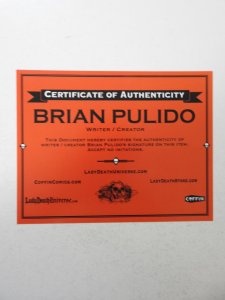 CERTIFICATE OF AUTHENTICITY
BRIAN PULIDO
WRITER / CREATOR
THIS DOCUMENT HEREBY CERTIFIES THE AUTHENTICITY OF
WRITER / CREATOR BRIAN PULIDO'S SIGNATURE ON THIS ITEM.
ACCEPT NO IMITATIONS.
LADYDEATHUNIVERSE.COM
COFFINCOMICS.COM
LADYDEATHSTORE.COM
LadyDeathUniverse.com
COFFIN